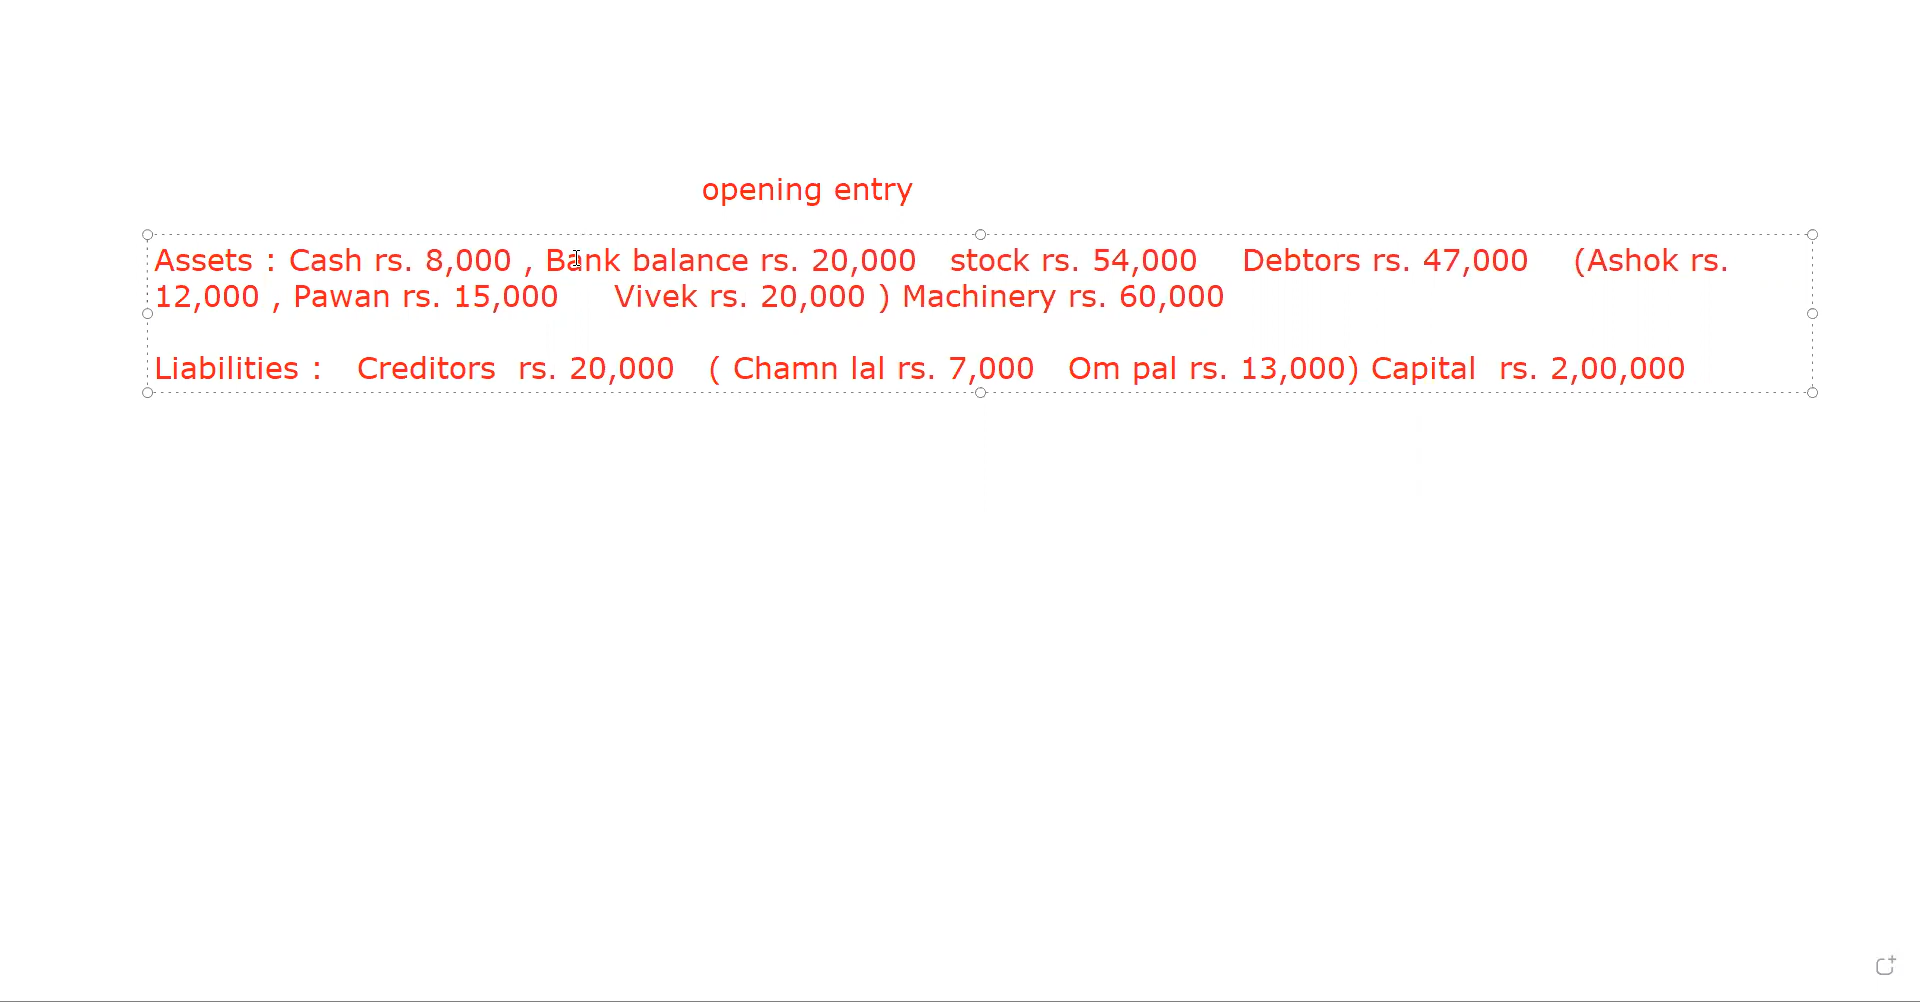 opening entry
Assets : Cash rs. 8,000 , Bank balance rs. 20,000 stock rs. 54,000 Debtors rs. 47,000 (Ashok rs.
12,000 , Pawan rs. 15,000 Vivek rs. 20,000 ) Machinery rs. 60,000
Liabilities : Creditors rs. 20,000 ( Chamn lal rs. 7,000 Om pal rs. 13,000) Capital rs. 2,00,000